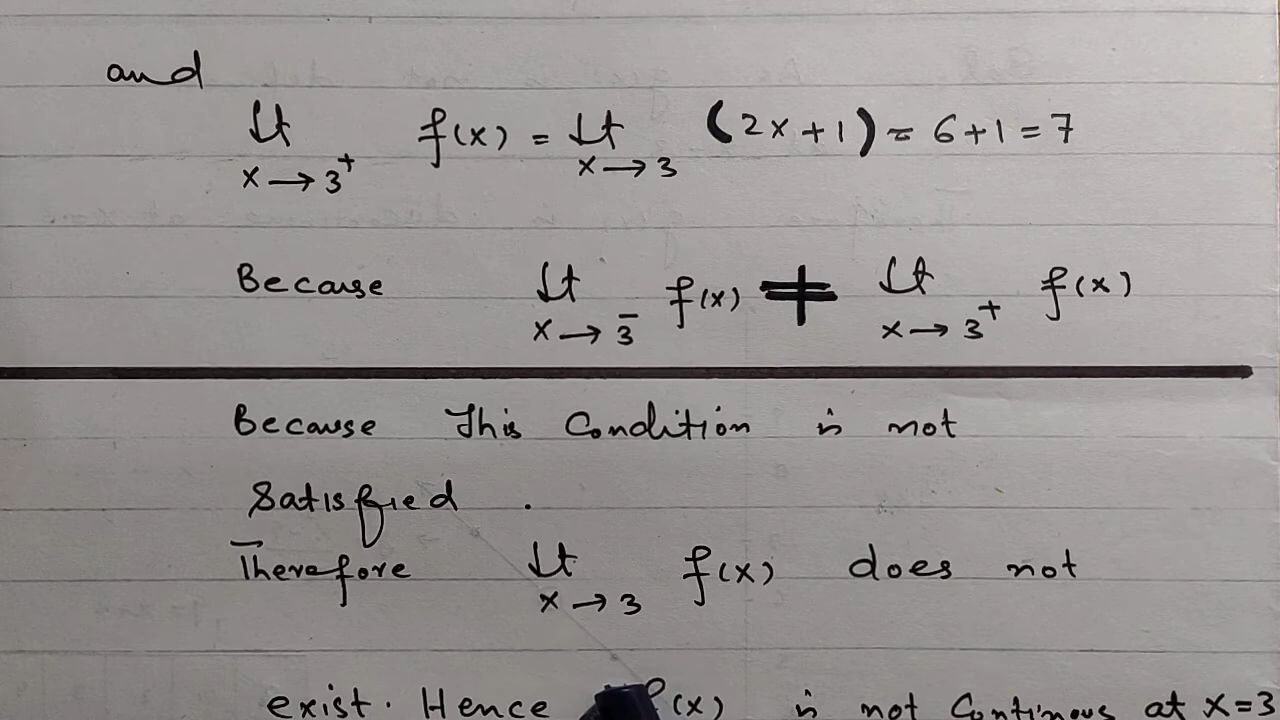 and
Lt f(x) = Lt (2x+1) = 6+1 = 7
x→3⁺ x→3
Because Lt f(x) ≠ Lt f(x)
x→3⁻ x→3⁺
Because This Condition is not
Satisfied .
Therefore Lt f(x) does not
x→3
exist. Hence f(x) is not Continous at x=3